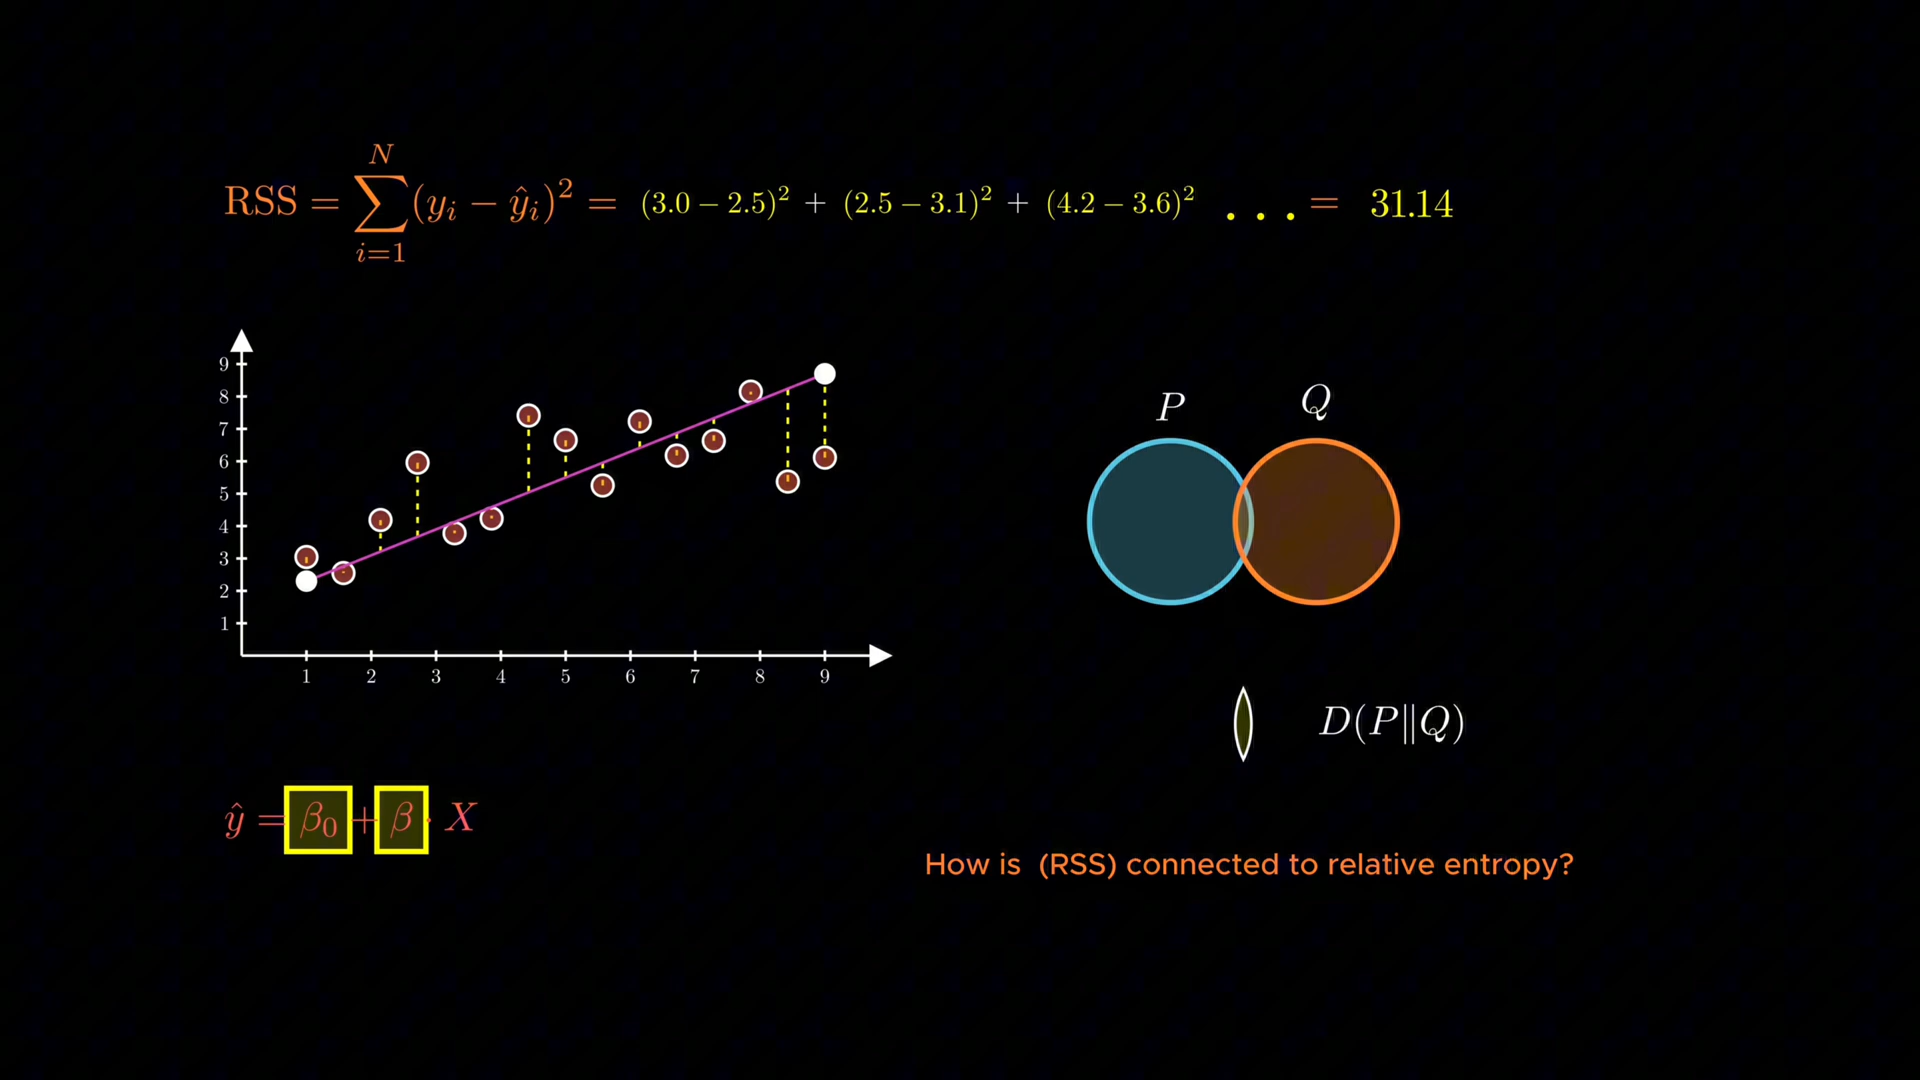 RSS = \sum_{i=1}^{N} (y_i − ŷ_i)² = (3.0 − 2.5)² + (2.5 − 3.1)² + (4.2 − 3.6)² ... = 31.14
9
8
7
6
5
4
3
2
1
1 2 3 4 5 6 7 8 9
P Q
D(P∥Q)
ŷ = β₀ + β · X
How is (RSS) connected to relative entropy?